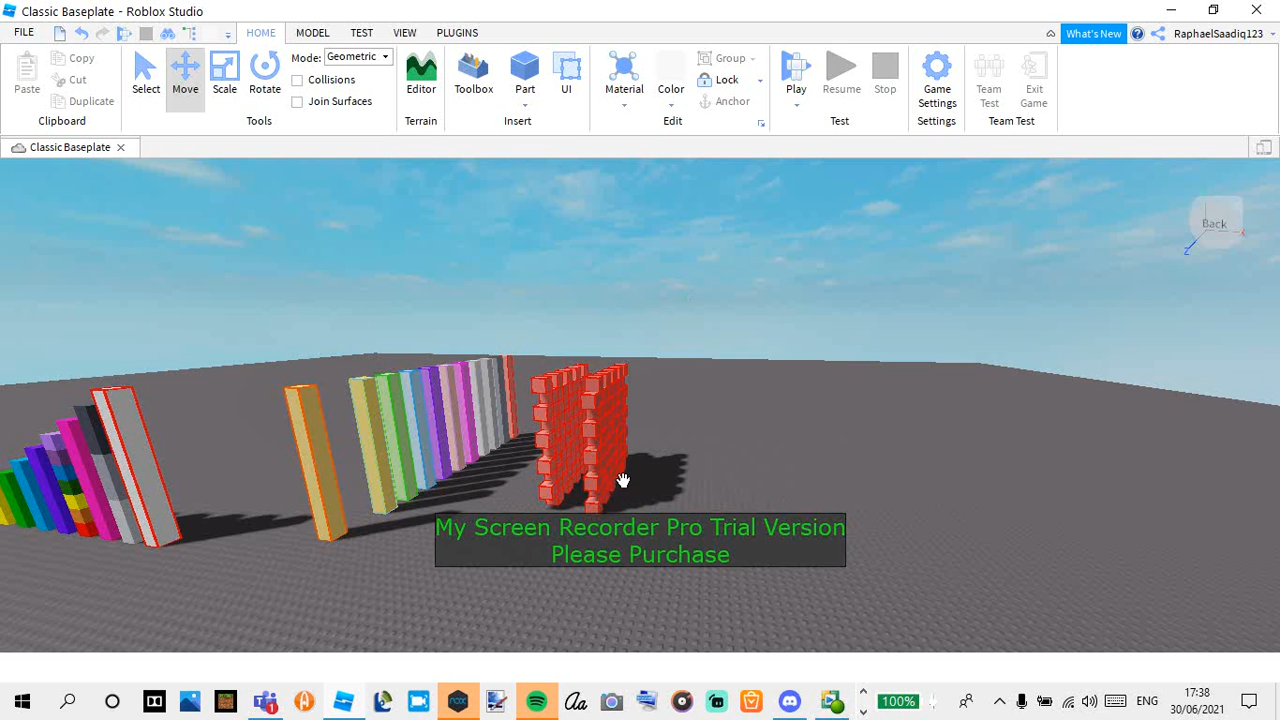 Classic Baseplate - Roblox Studio
FILE HOME MODEL TEST VIEW PLUGINS What's New RaphaelSaadiq123
Paste Copy Cut Duplicate
Clipboard
Select Move Scale Rotate
Mode: Geometric
Collisions
Join Surfaces
Tools
Editor
Terrain
Toolbox Part UI
Insert
Material Color Group Lock Anchor
Edit
Play Resume Stop
Test
Game Settings
Settings
Team Test Exit Game
Team Test
Classic Baseplate
Back
X
Z
My Screen Recorder Pro Trial Version
Please Purchase
nox
Aa
1
100%
ENG
17:38
30/06/2021